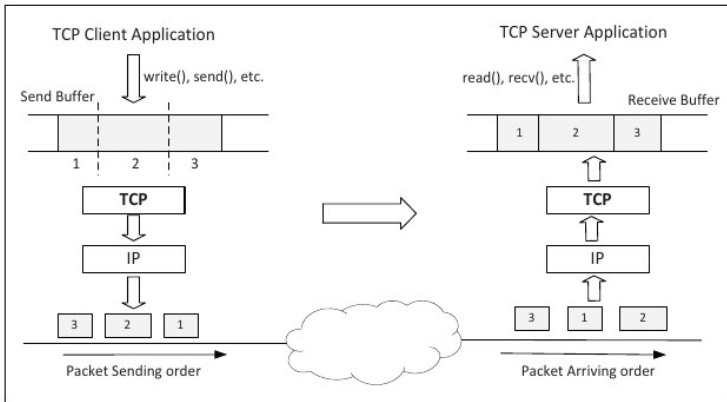 TCP Client Application
write(), send(), etc.
Send Buffer
1 2 3
TCP
IP
3 2 1
Packet Sending order
TCP Server Application
read(), recv(), etc.
Receive Buffer
1 2 3
TCP
IP
3 1 2
Packet Arriving order